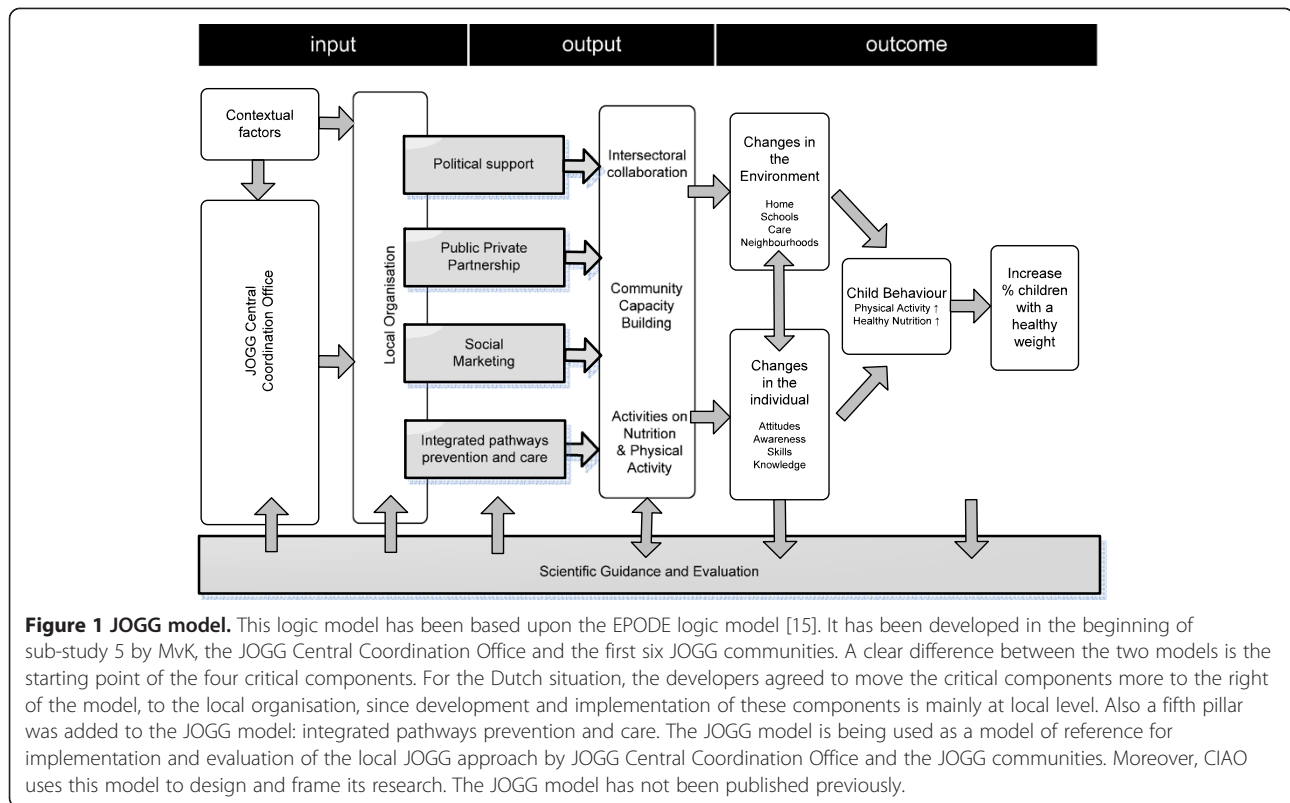 input
output
outcome
Contextual
factors
JOGG Central
Coordination Office
Local Organisation
Political support
Public Private
Partnership
Social
Marketing
Integrated pathways
prevention and care
Intersectoral
collaboration
Community
Capacity
Building
Activities on
Nutrition
& Physical
Activity
Changes in
the
Environment
Home
Schools
Care
Neighbourhoods
Changes
in the
individual
Attitudes
Awareness
Skills
Knowledge
Child Behaviour
Physical Activity ↑
Healthy Nutrition ↑
Increase
% children
with a
healthy
weight
Scientific Guidance and Evaluation
Figure 1 JOGG model. This logic model has been based upon the EPODE logic model [15]. It has been developed in the beginning of
sub-study 5 by MvK, the JOGG Central Coordination Office and the first six JOGG communities. A clear difference between the two models is the
starting point of the four critical components. For the Dutch situation, the developers agreed to move the critical components more to the right
of the model, to the local organisation, since development and implementation of these components is mainly at local level. Also a fifth pillar
was added to the JOGG model: integrated pathways prevention and care. The JOGG model is being used as a model of reference for
implementation and evaluation of the local JOGG approach by JOGG Central Coordination Office and the JOGG communities. Moreover, CIAO
uses this model to design and frame its research. The JOGG model has not been published previously.